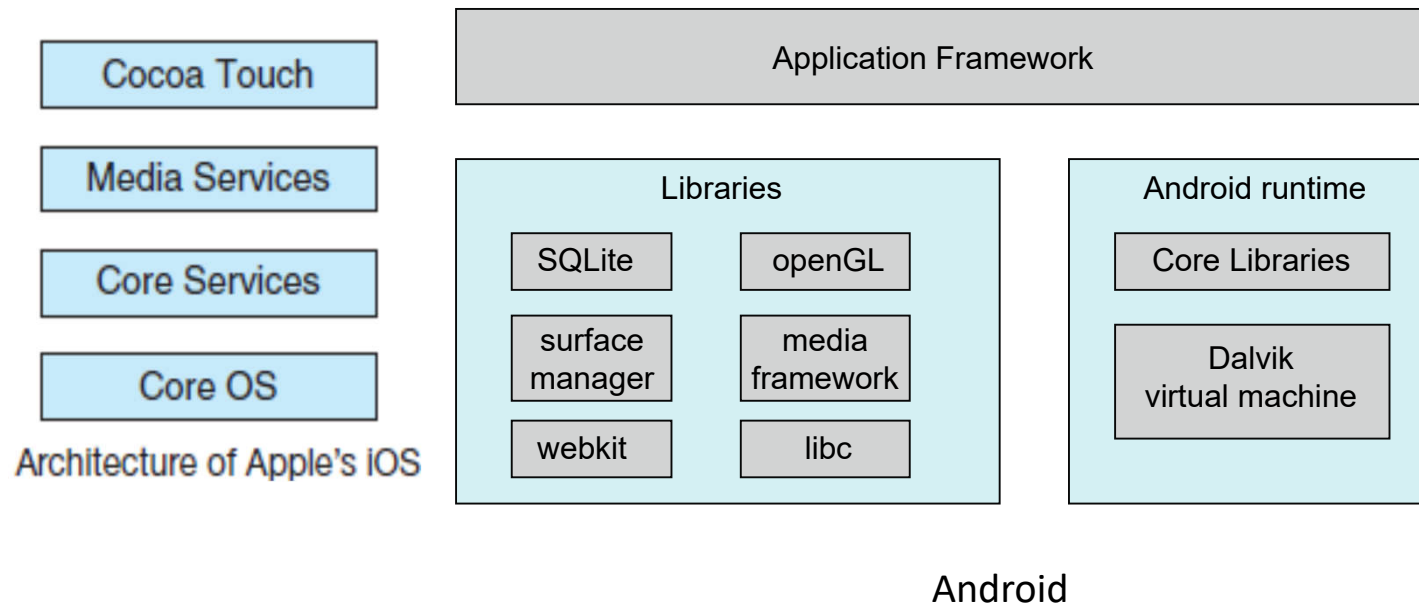 Cocoa Touch
Media Services
Core Services
Core OS
Architecture of Apple's iOS
Application Framework
Libraries
SQLite
openGL
surface
manager
media
framework
webkit
libc
Android runtime
Core Libraries
Dalvik
virtual machine
Android